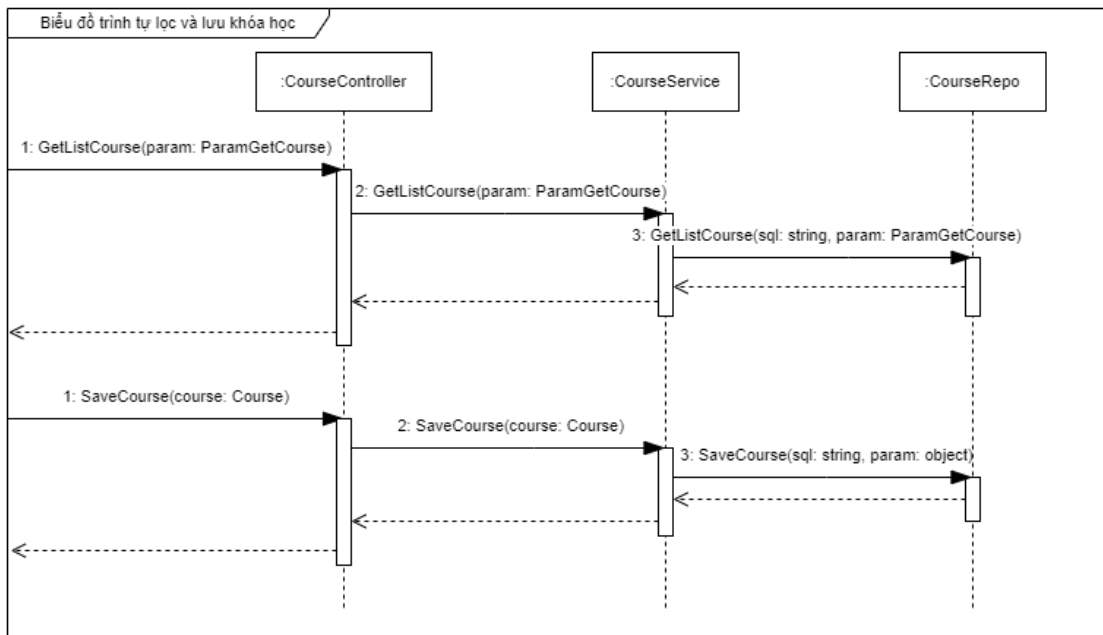 Biểu đồ trình tự lọc và lưu khóa học
:CourseController
:CourseService
:CourseRepo
1: GetListCourse(param: ParamGetCourse)
2: GetListCourse(param: ParamGetCourse)
3: GetListCourse(sql: string, param: ParamGetCourse)
1: SaveCourse(course: Course)
2: SaveCourse(course: Course)
3: SaveCourse(sql: string, param: object)